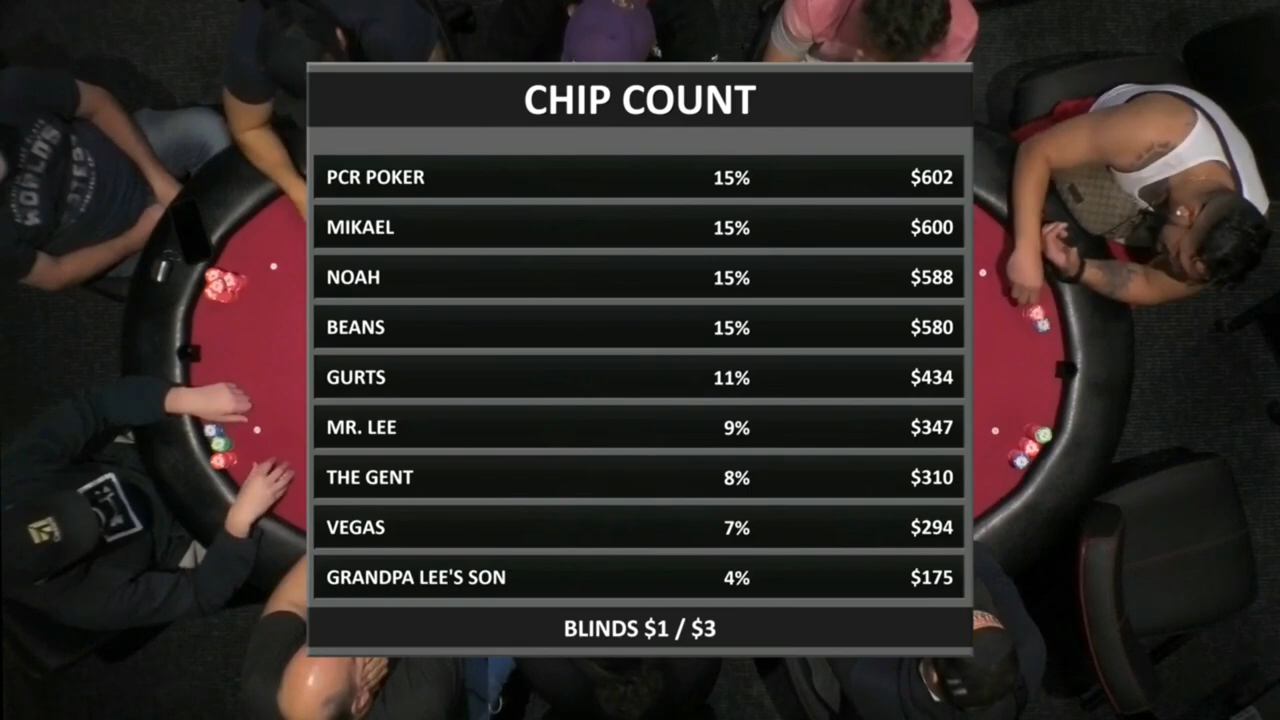 CHIP COUNT
PCR POKER 15% $602
MIKAEL 15% $600
NOAH 15% $588
BEANS 15% $580
GURTS 11% $434
MR. LEE 9% $347
THE GENT 8% $310
VEGAS 7% $294
GRANDPA LEE'S SON 4% $175
BLINDS $1 / $3
WORLD'S